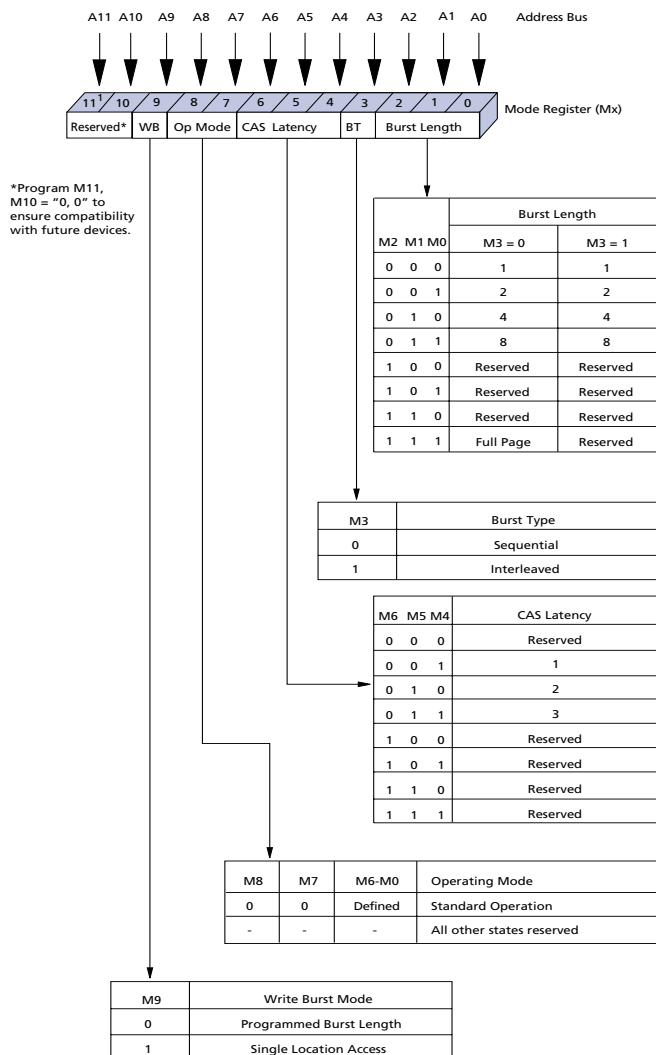 A11 A10 A9 A8 A7 A6 A5 A4 A3 A2 A1 A0 Address Bus
11¹ 10 9 8 7 6 5 4 3 2 1 0 Mode Register (Mx)
Reserved* WB Op Mode CAS Latency BT Burst Length
*Program M11,
M10 = “0, 0” to
ensure compatibility
with future devices.
Burst Length
M2 M1 M0 M3 = 0 M3 = 1
0 0 0 1 1
0 0 1 2 2
0 1 0 4 4
0 1 1 8 8
1 0 0 Reserved Reserved
1 0 1 Reserved Reserved
1 1 0 Reserved Reserved
1 1 1 Full Page Reserved
M3 Burst Type
0 Sequential
1 Interleaved
M6 M5 M4 CAS Latency
0 0 0 Reserved
0 0 1 1
0 1 0 2
0 1 1 3
1 0 0 Reserved
1 0 1 Reserved
1 1 0 Reserved
1 1 1 Reserved
M8 M7 M6-M0 Operating Mode
0 0 Defined Standard Operation
- - - All other states reserved
M9 Write Burst Mode
0 Programmed Burst Length
1 Single Location Access